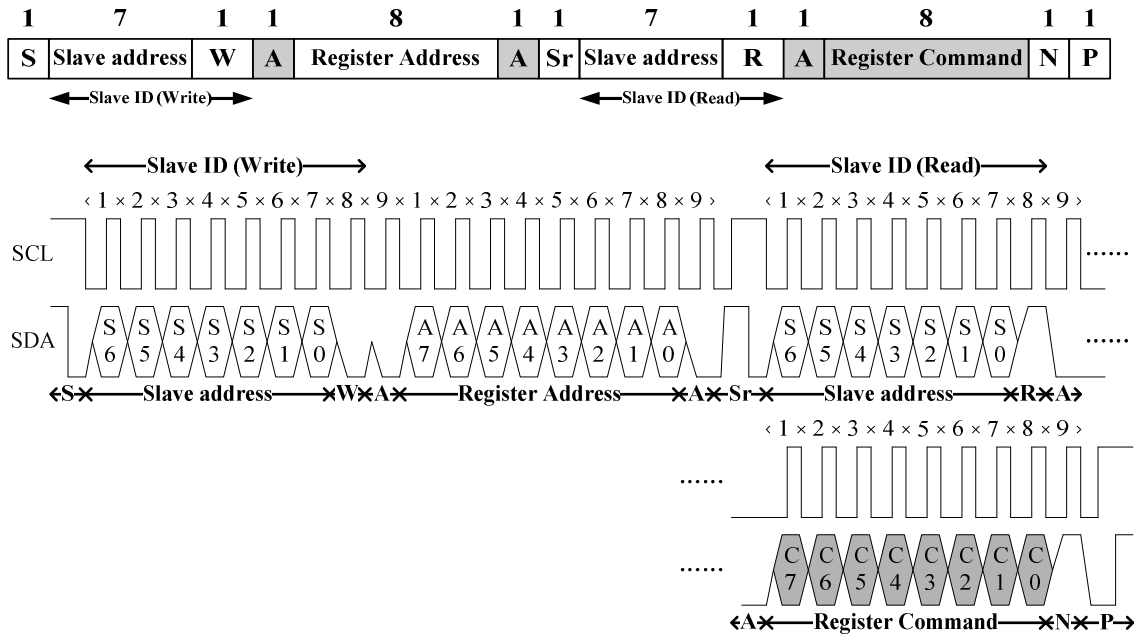 1 7 1 1 8 1 1 7 1 1 8 1 1
S Slave address W A Register Address A Sr Slave address R A Register Command N P
Slave ID (Write) Slave ID (Read)
Slave ID (Write) Slave ID (Read)
‹ 1 × 2 × 3 × 4 × 5 × 6 × 7 × 8 × 9 × 1 × 2 × 3 × 4 × 5 × 6 × 7 × 8 × 9 › ‹ 1 × 2 × 3 × 4 × 5 × 6 × 7 × 8 × 9 ›
SCL ......
SDA S6 S5 S4 S3 S2 S1 S0 A7 A6 A5 A4 A3 A2 A1 A0 S6 S5 S4 S3 S2 S1 S0 ......
S Slave address W A Register Address A Sr Slave address R A
‹ 1 × 2 × 3 × 4 × 5 × 6 × 7 × 8 × 9 ›
......
...... C7 C6 C5 C4 C3 C2 C1 C0
A Register Command N P